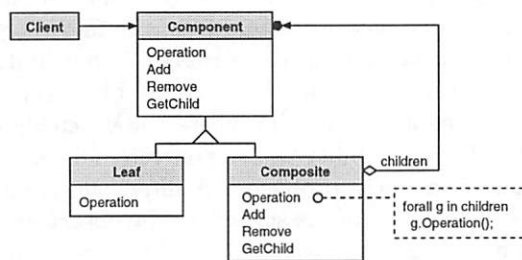 Client
Component
Operation
Add
Remove
GetChild
Leaf
Operation
Composite
children
Operation
Add
Remove
GetChild
forall g in children
g.Operation();